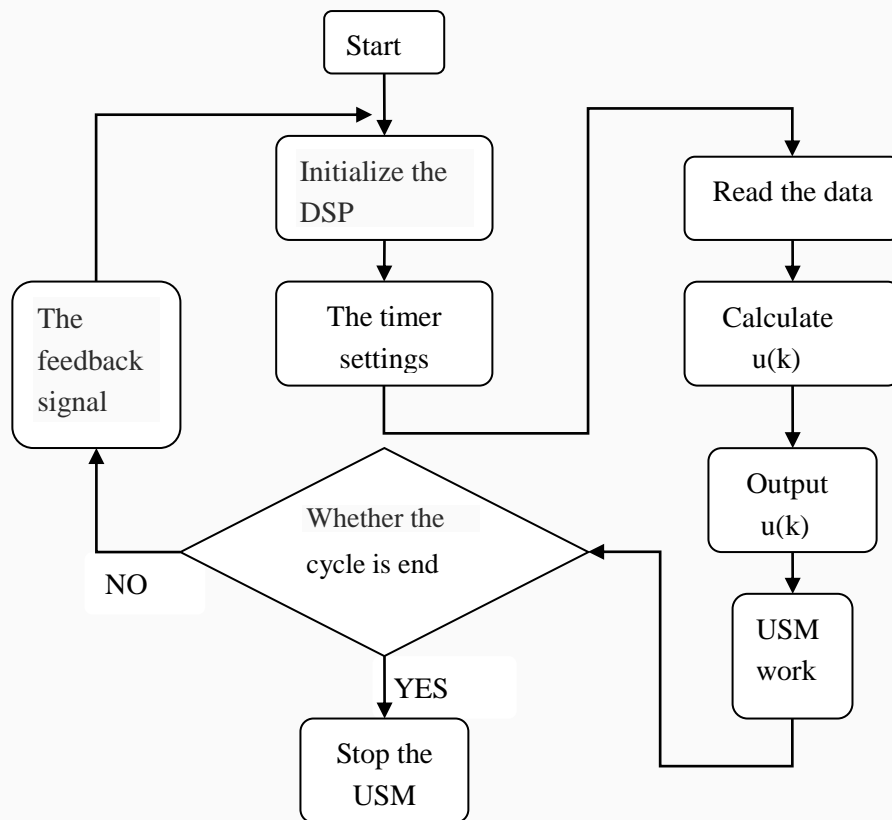 Start
Initialize the
DSP
The timer
settings
Read the data
Calculate
u(k)
Output
u(k)
USM
work
Whether the
cycle is end
NO
The
feedback
signal
YES
Stop the
USM